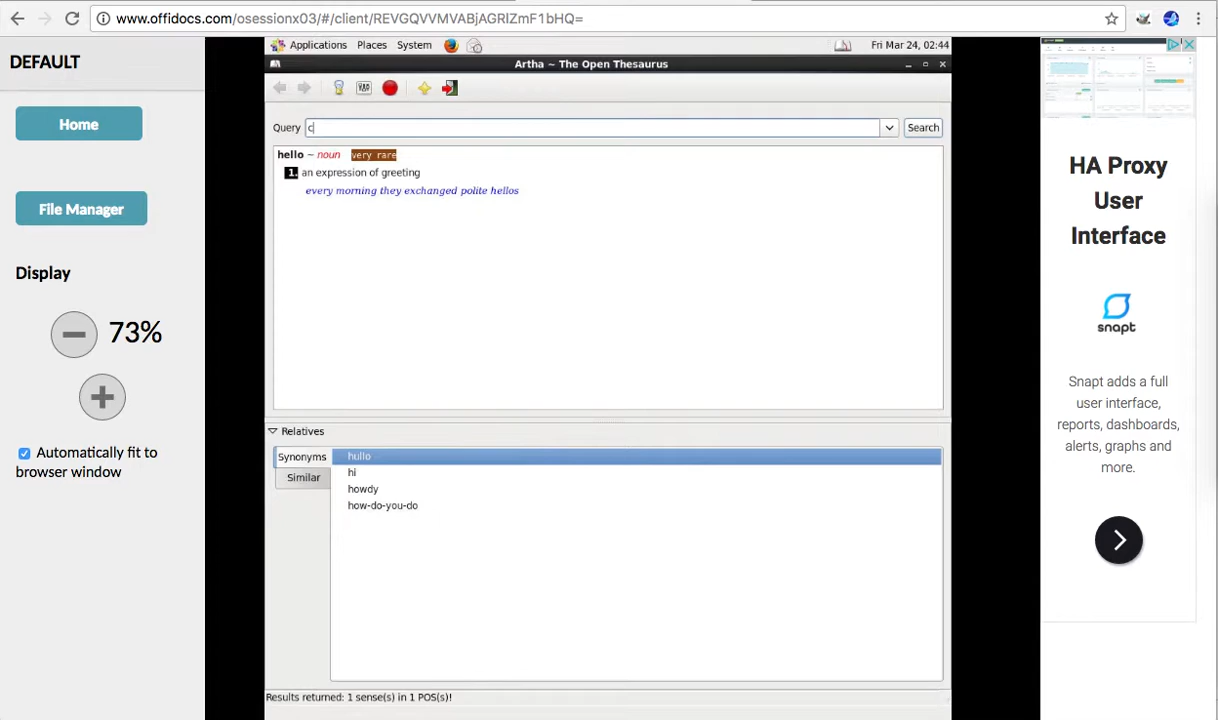 www.offidocs.com/osessionx03/#/client/REVGQVVMVABjAGRIZmF1bHQ=
DEFAULT
Home
File Manager
Display
73%
Automatically fit to
browser window
Applications Places System
Fri Mar 24, 02:44
Artha ~ The Open Thesaurus
Query c
Search
hello ~ noun very rare
1. an expression of greeting
every morning they exchanged polite hellos
Relatives
Synonyms
Similar
hullo
hi
howdy
how-do-you-do
Results returned: 1 sense(s) in 1 POS(s)!
HA Proxy
User
Interface
snapt
Snapt adds a full
user interface,
reports, dashboards,
alerts, graphs and
more.